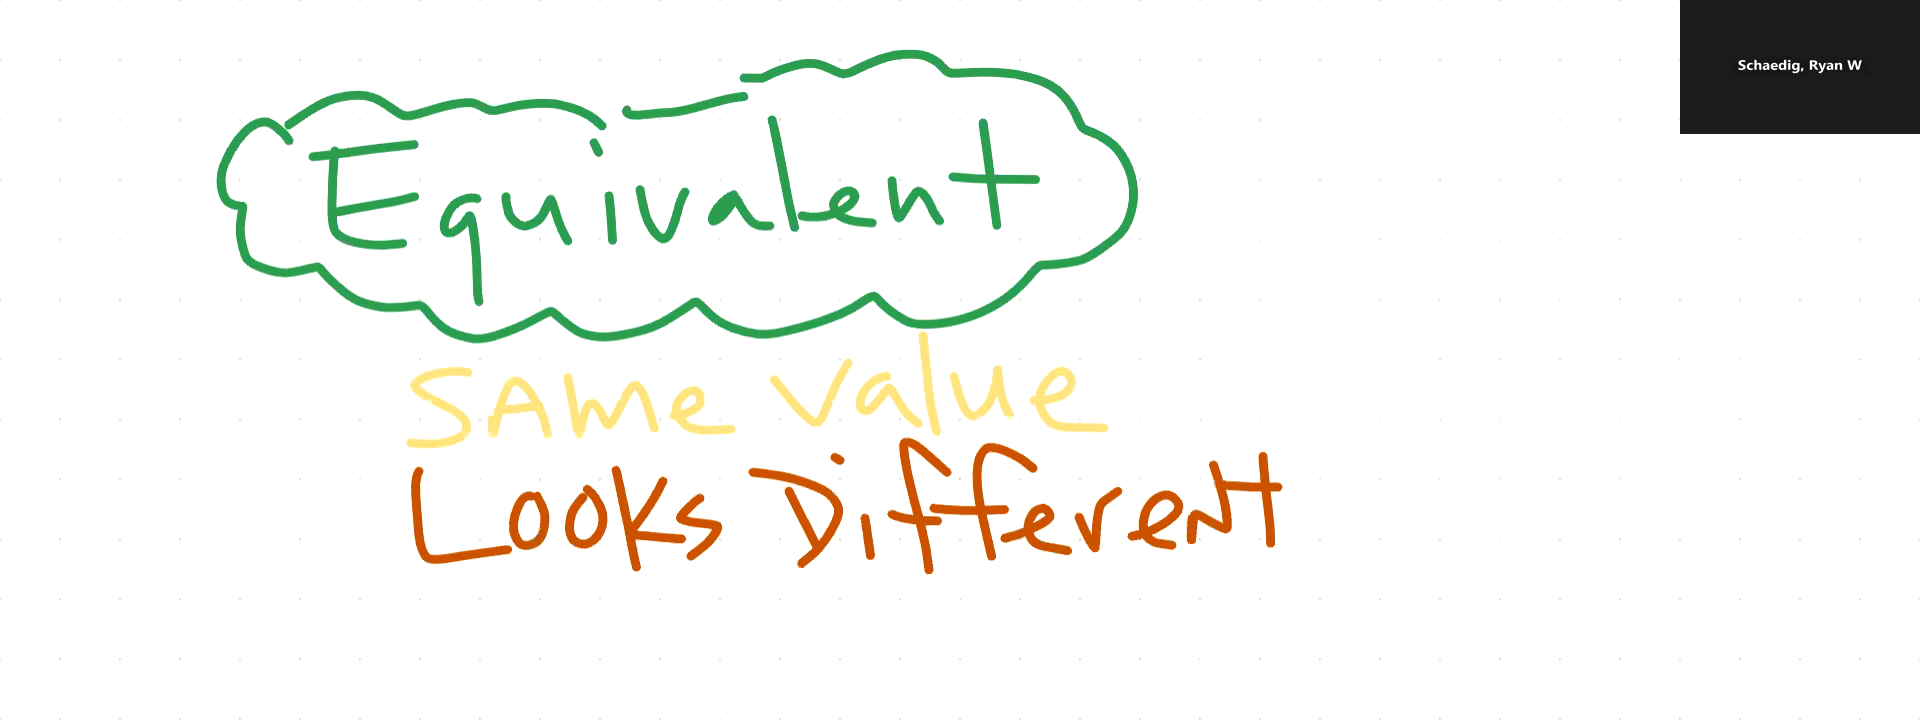 Schaedig, Ryan W
Equivalent
SAme value
Looks Different